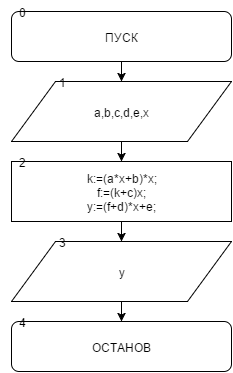 0
ПУСК
1
a,b,c,d,e,x
2
k:=(a*x+b)*x;
f:=(k+c)x;
y:=(f+d)*x+e;
3
y
4
ОСТАНОВ